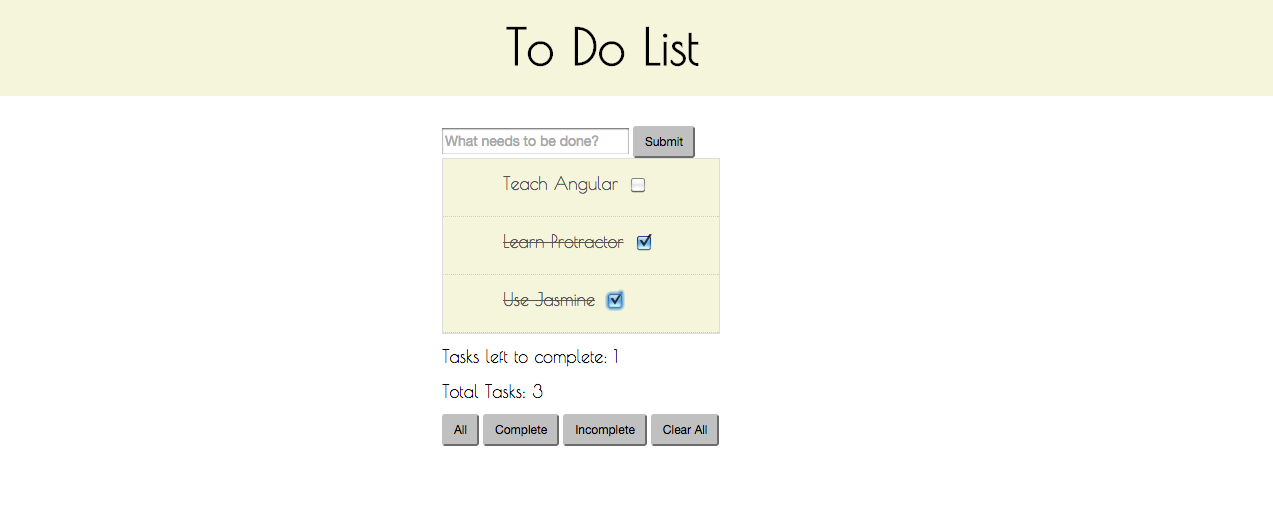 To Do List
What needs to be done? Submit
Teach Angular
Learn Protractor
Use Jasmine
Tasks left to complete: 1
Total Tasks: 3
All Complete Incomplete Clear All